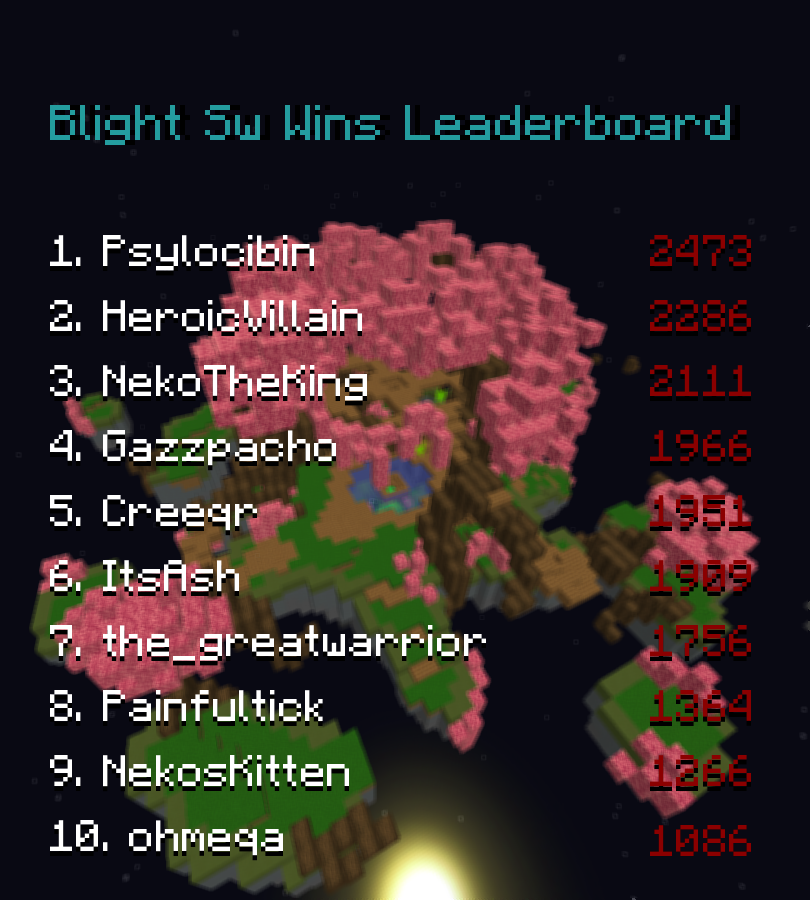 Blight Sw Wins Leaderboard
1. Psylocibin 2473
2. HeroicVillain 2286
3. NekoTheKing 2111
4. Gazzpacho 1966
5. Creeqr 1951
6. ItsAsh 1909
7. the_greatwarrior 1756
8. Painfultick 1364
9. NekosKitten 1266
10. ohmeqa 1086